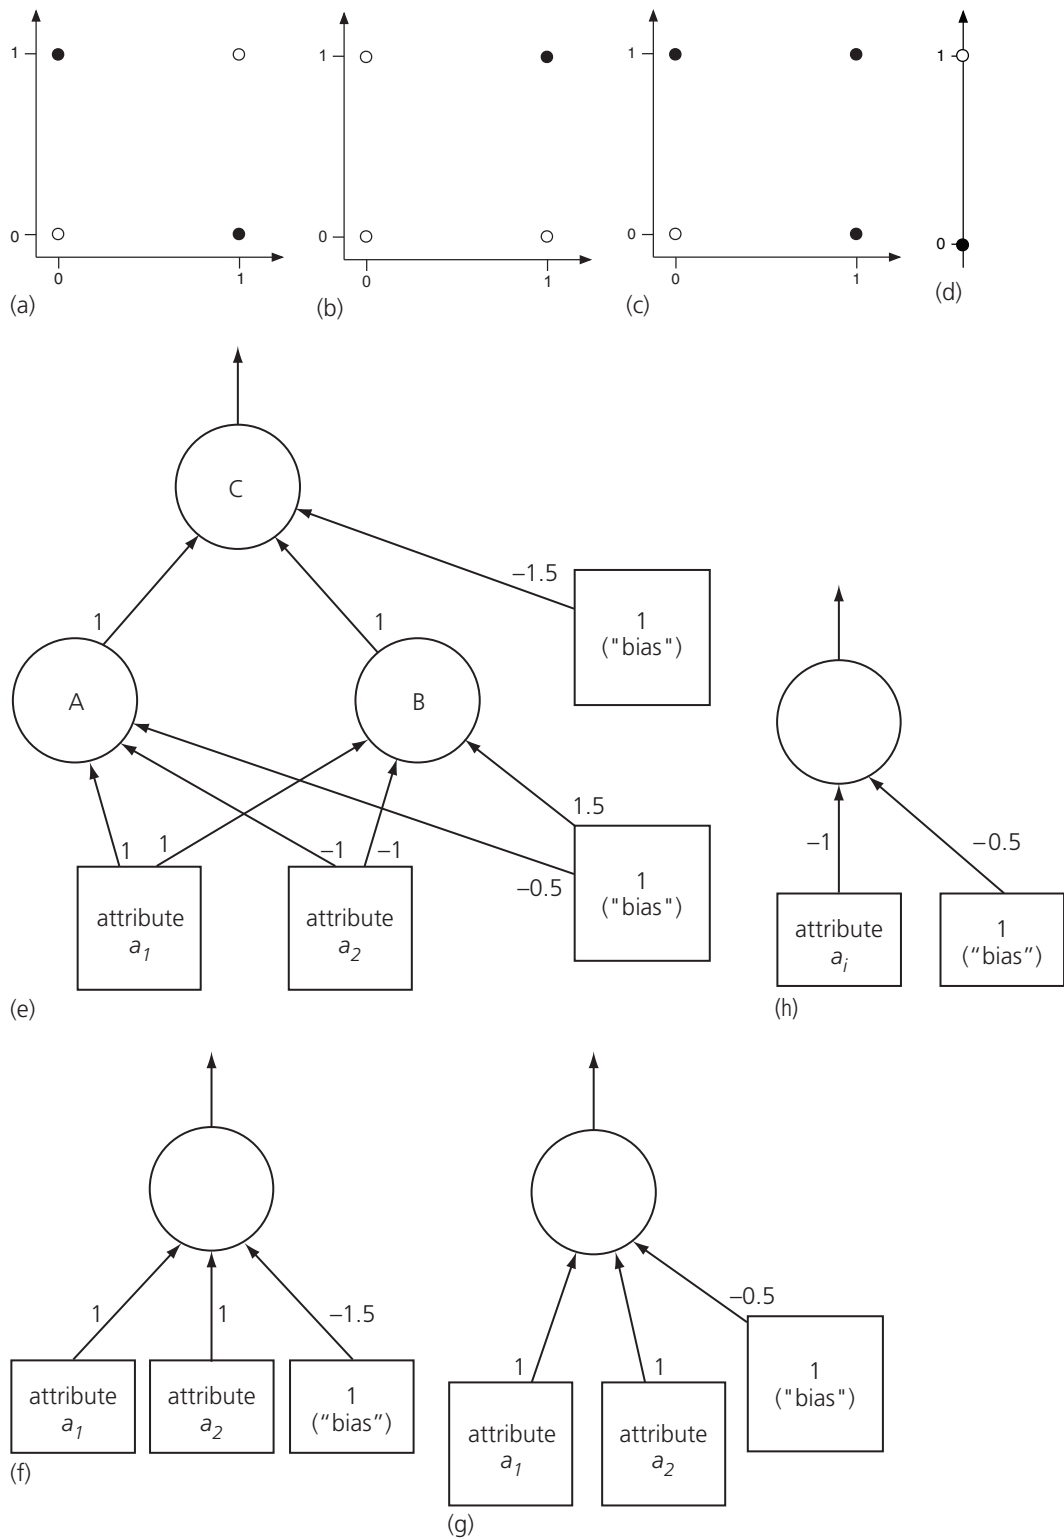 1
0
0
1
(a)
1
0
0
1
(b)
1
0
0
1
(c)
1
0
(d)
C
–1.5
1
("bias")
1
1
A
B
1.5
1
1
–1
–1
–0.5
1
("bias")
attribute
a1
attribute
a2
(e)
–1
–0.5
attribute
ai
1
(“bias”)
(h)
1
1
–1.5
attribute
a1
attribute
a2
1
(“bias”)
(f)
–0.5
1
1
1
("bias")
attribute
a1
attribute
a2
(g)